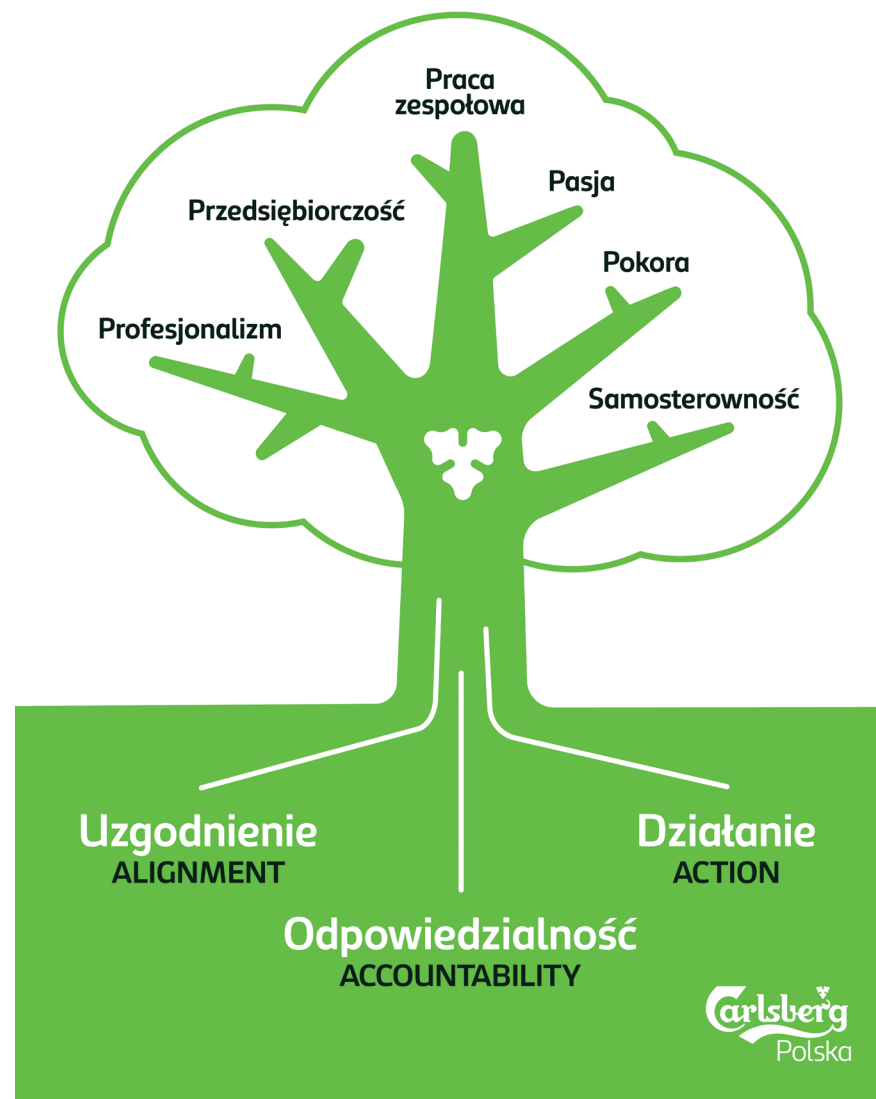 Praca
zespołowa
Pasja
Przedsiębiorczość
Pokora
Profesjonalizm
Samosterowność
Uzgodnienie
ALIGNMENT
Działanie
ACTION
Odpowiedzialność
ACCOUNTABILITY
Carlsberg
Polska